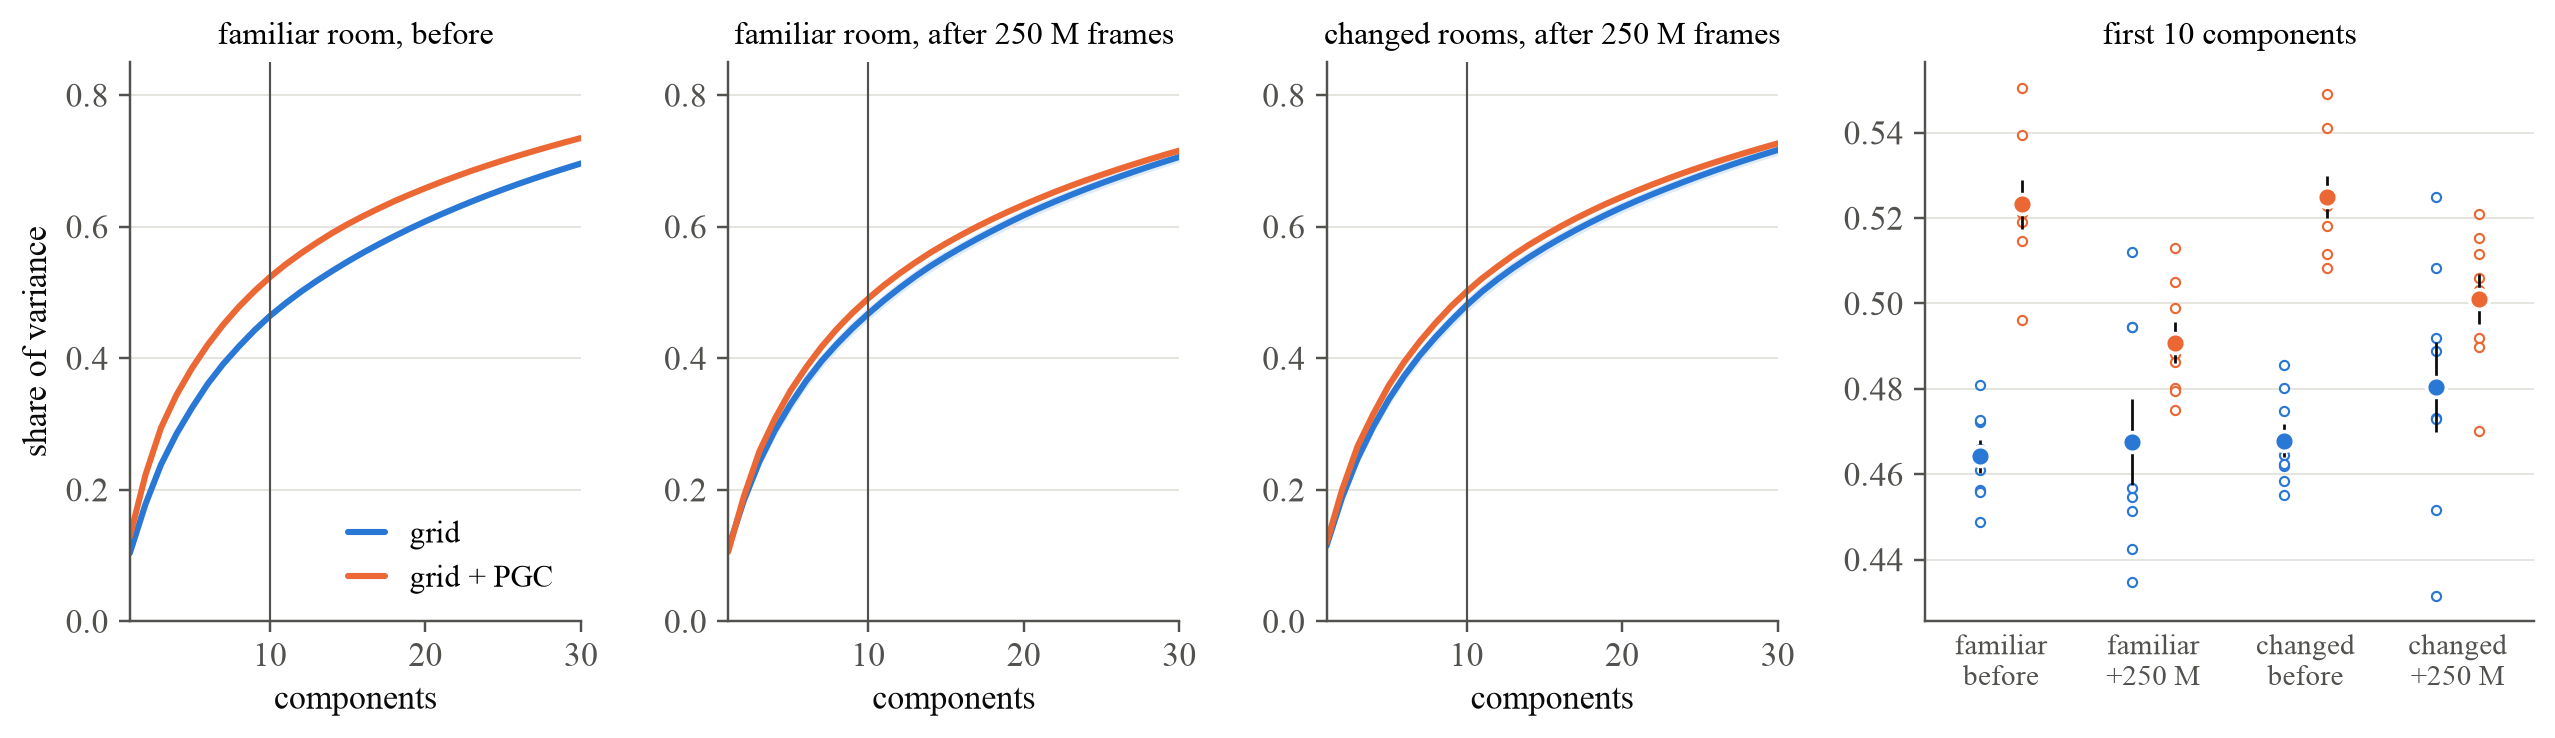 familiar room, before
share of variance
0.8
0.6
0.4
0.2
0.0
10
20
30
components
grid
grid + PGC
familiar room, after 250 M frames
0.8
0.6
0.4
0.2
0.0
10
20
30
components
changed rooms, after 250 M frames
0.8
0.6
0.4
0.2
0.0
10
20
30
components
first 10 components
0.54
0.52
0.50
0.48
0.46
0.44
familiar
before
familiar
+250 M
changed
before
changed
+250 M